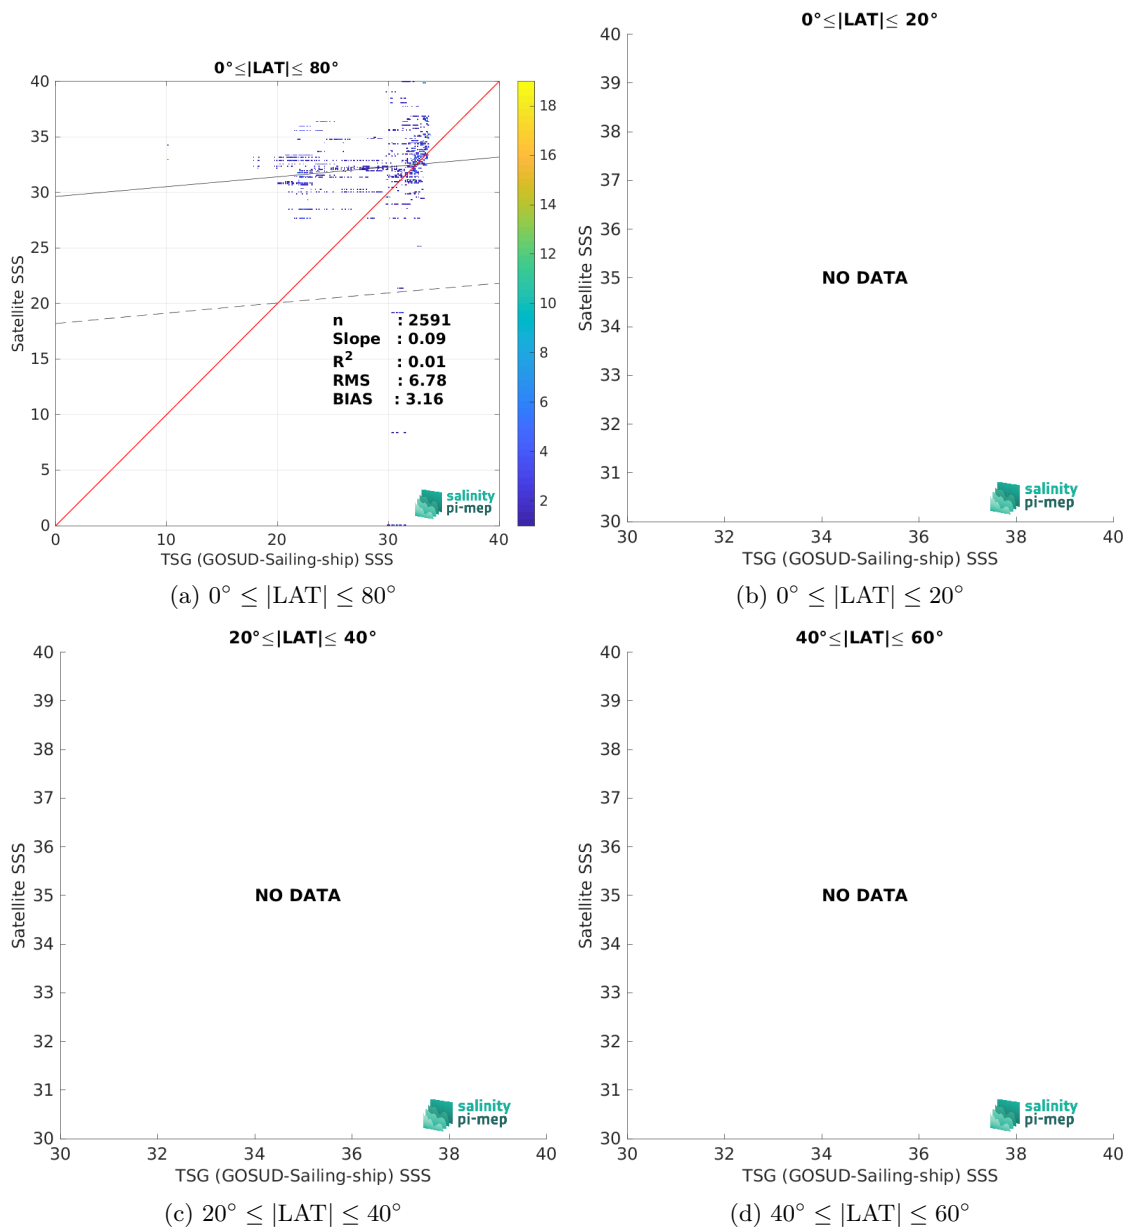 0°≤|LAT|≤ 80°
40
35
30
25
20
15
10
5
0
0
10
20
30
40
Satellite SSS
TSG (GOSUD-Sailing-ship) SSS
n : 2591
Slope : 0.09
R² : 0.01
RMS : 6.78
BIAS : 3.16
salinity
pi-mep
18
16
14
12
10
8
6
4
2
(a) 0° ≤ |LAT| ≤ 80°
0°≤|LAT|≤ 20°
40
39
38
37
36
35
34
33
32
31
30
30
32
34
36
38
40
Satellite SSS
NO DATA
salinity
pi-mep
TSG (GOSUD-Sailing-ship) SSS
(b) 0° ≤ |LAT| ≤ 20°
20°≤|LAT|≤ 40°
40
39
38
37
36
35
34
33
32
31
30
30
32
34
36
38
40
Satellite SSS
NO DATA
salinity
pi-mep
TSG (GOSUD-Sailing-ship) SSS
(c) 20° ≤ |LAT| ≤ 40°
40°≤|LAT|≤ 60°
40
39
38
37
36
35
34
33
32
31
30
30
32
34
36
38
40
Satellite SSS
NO DATA
salinity
pi-mep
TSG (GOSUD-Sailing-ship) SSS
(d) 40° ≤ |LAT| ≤ 60°